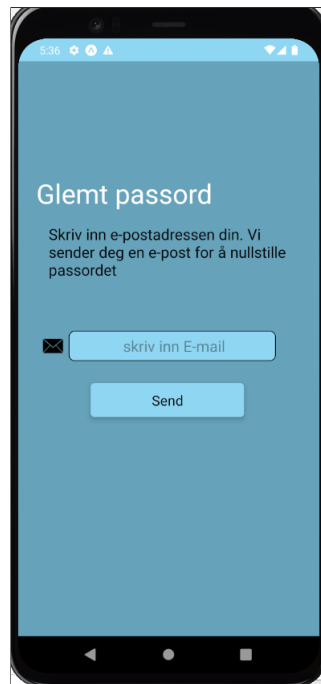 5:36
Glemt passord
Skriv inn e-postadressen din. Vi
sender deg en e-post for å nullstille
passordet
skriv inn E-mail
Send